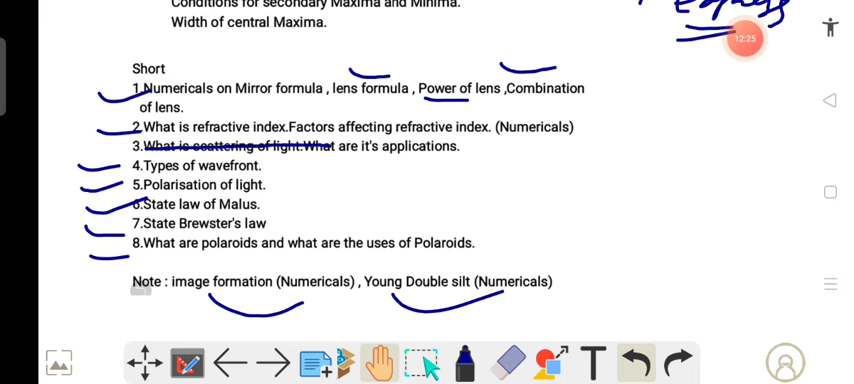 Conditions for secondary Maxima and Minima.
Width of central Maxima.
Express
12:25
Short
1.Numericals on Mirror formula , lens formula , Power of lens ,Combination
of lens.
2.What is refractive index.Factors affecting refractive index. (Numericals)
3.What is scattering of light.What are it's applications.
4.Types of wavefront.
5.Polarisation of light.
6.State law of Malus.
7.State Brewster's law
8.What are polaroids and what are the uses of Polaroids.
Note : image formation (Numericals) , Young Double silt (Numericals)
T